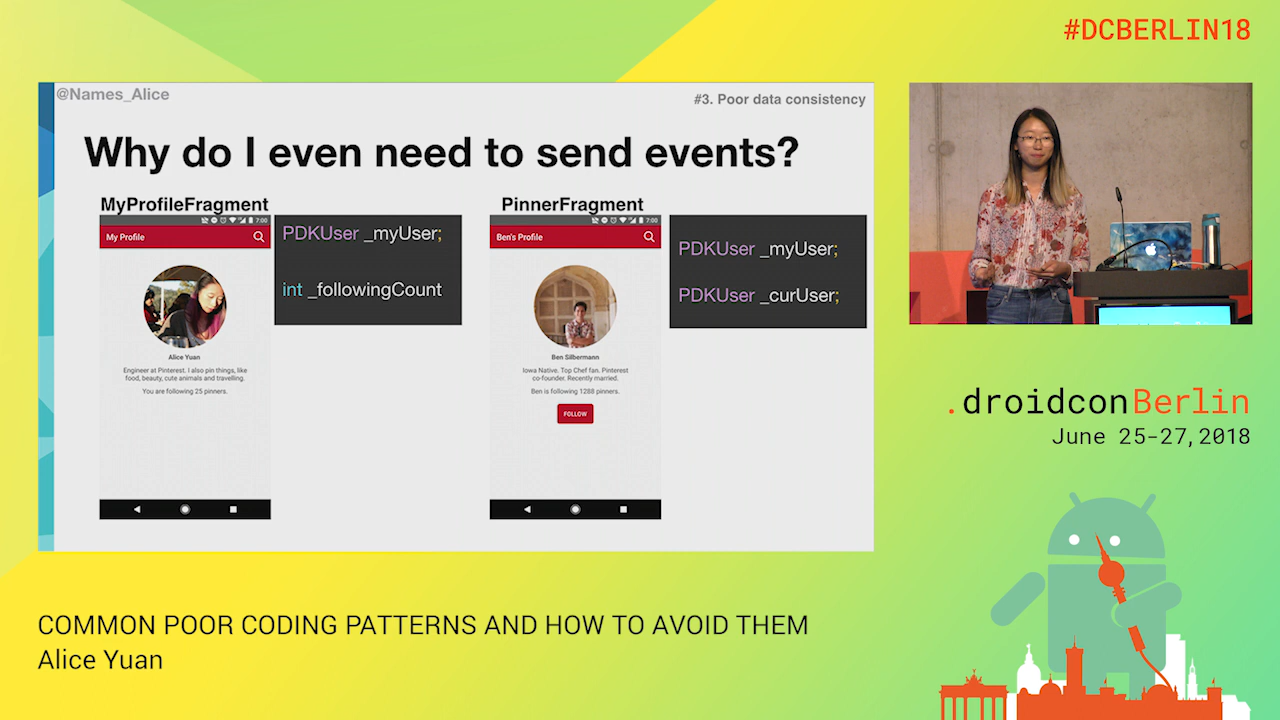 #DCBERLIN18
@Names_Alice
#3. Poor data consistency
Why do I even need to send events?
MyProfileFragment
7:00
My Profile
Alice Yuan
Engineer at Pinterest. I also pin things, like
food, beauty, cute animals and travelling.
You are following 25 pinners.
PDKUser _myUser;
int _followingCount
PinnerFragment
7:00
Ben's Profile
Ben Silbermann
Iowa Native. Top Chef fan. Pinterest
co-founder. Recently married.
Ben is following 1288 pinners.
FOLLOW
PDKUser _myUser;
PDKUser _curUser;
.droidconBerlin
June 25-27,2018
COMMON POOR CODING PATTERNS AND HOW TO AVOID THEM
Alice Yuan